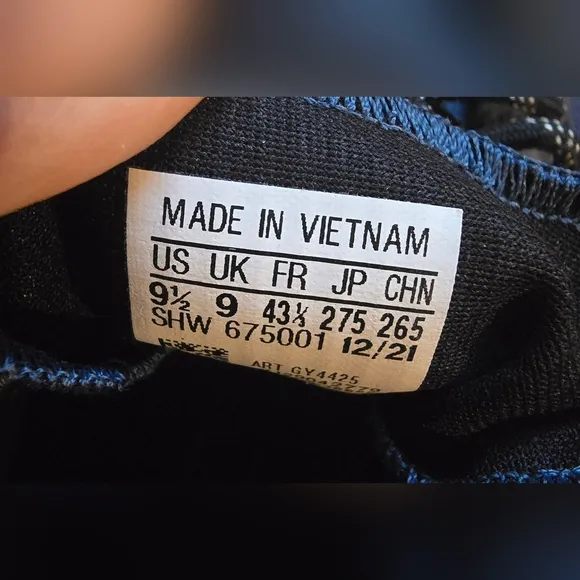 MADE IN VIETNAM
US UK FR JP CHN
9½ 9 43⅓ 275 265
SHW 675001 12/21
ART GY4425